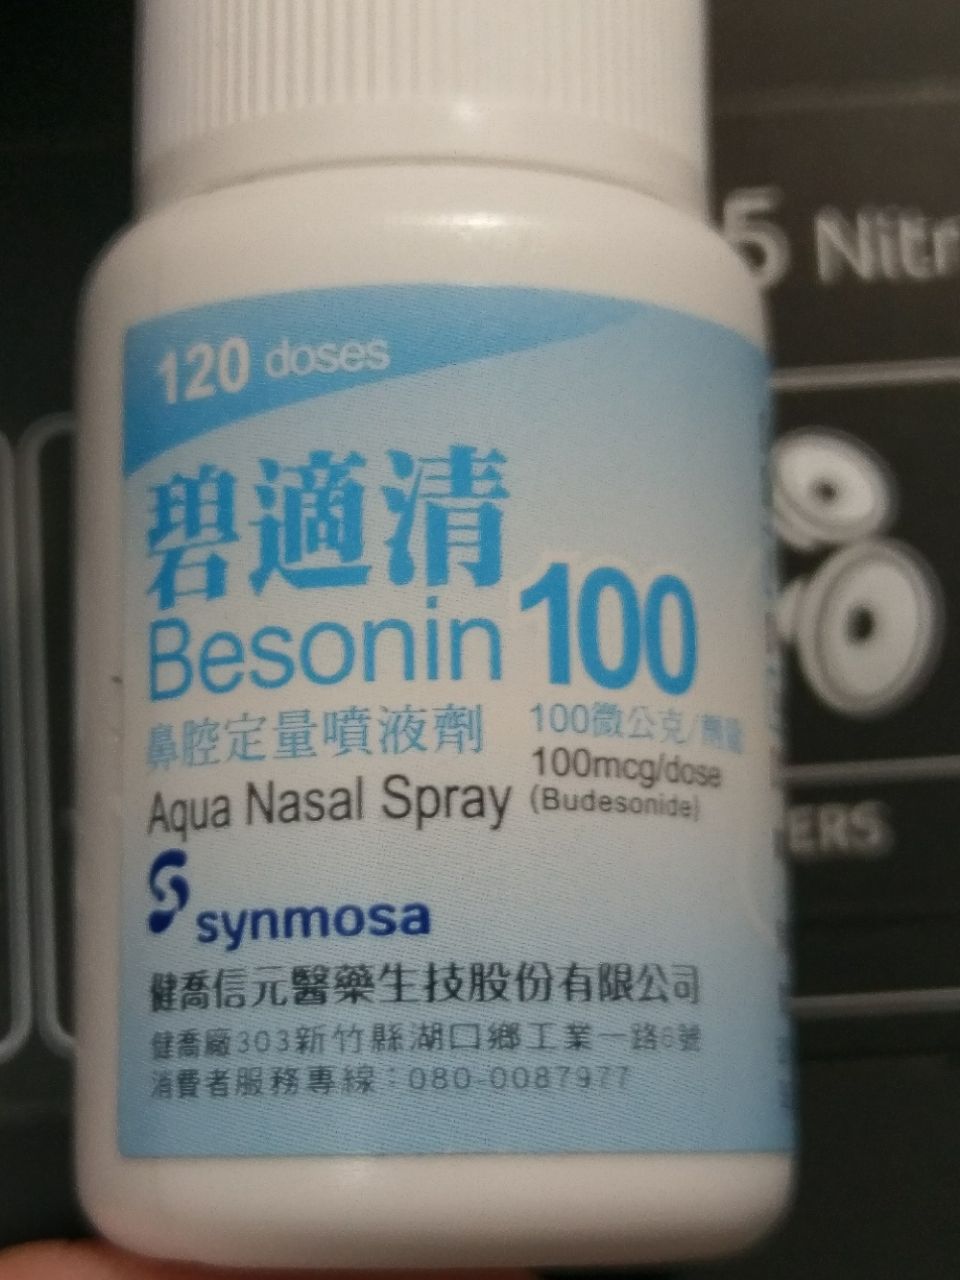 120 doses
碧適清
Besonin 100
鼻腔定量噴液劑
100微公克/劑量
Aqua Nasal Spray
100mcg/dose
(Budesonide)
synmosa
健喬信元醫藥生技股份有限公司
健喬廠303新竹縣湖口鄉工業一路6號
消費者服務專線：080-0087977
5 Nitr
ERS